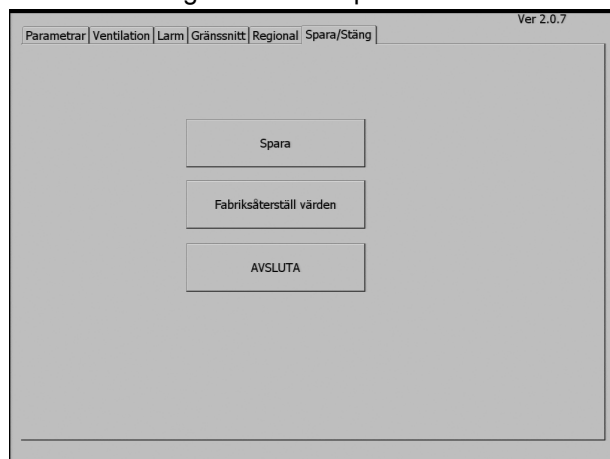 Ver 2.0.7
Parametrar Ventilation Larm Gränssnitt Regional Spara/Stäng
Spara
Fabriksåterställ värden
AVSLUTA